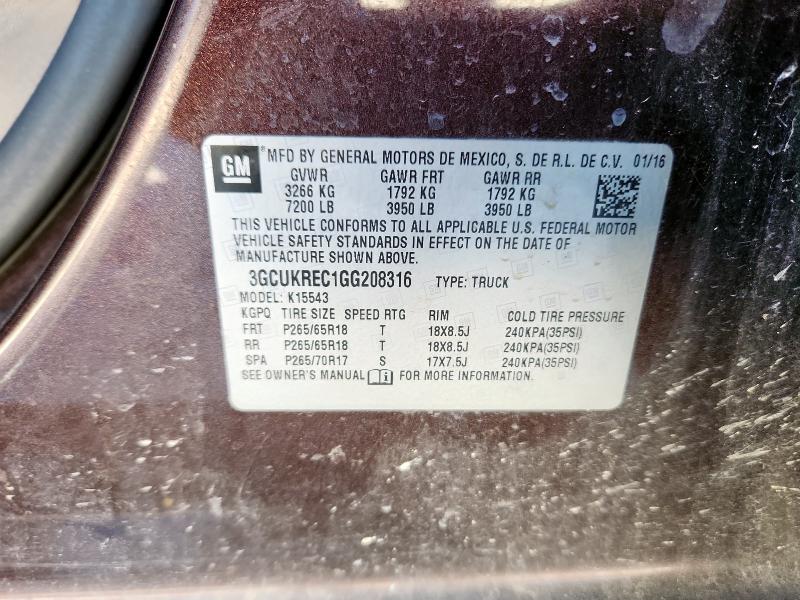 GM ® MFD BY GENERAL MOTORS DE MEXICO, S. DE R.L. DE C.V. 01/16
GVWR GAWR FRT GAWR RR
3266 KG 1792 KG 1792 KG
7200 LB 3950 LB 3950 LB
THIS VEHICLE CONFORMS TO ALL APPLICABLE U.S. FEDERAL MOTOR
VEHICLE SAFETY STANDARDS IN EFFECT ON THE DATE OF
MANUFACTURE SHOWN ABOVE.
3GCUKREC1GG208316 TYPE: TRUCK
MODEL: K15543
KGPQ TIRE SIZE SPEED RTG RIM COLD TIRE PRESSURE
FRT P265/65R18 T 18X8.5J 240KPA(35PSI)
RR P265/65R18 T 18X8.5J 240KPA(35PSI)
SPA P265/70R17 S 17X7.5J 240KPA(35PSI)
SEE OWNER'S MANUAL FOR MORE INFORMATION.